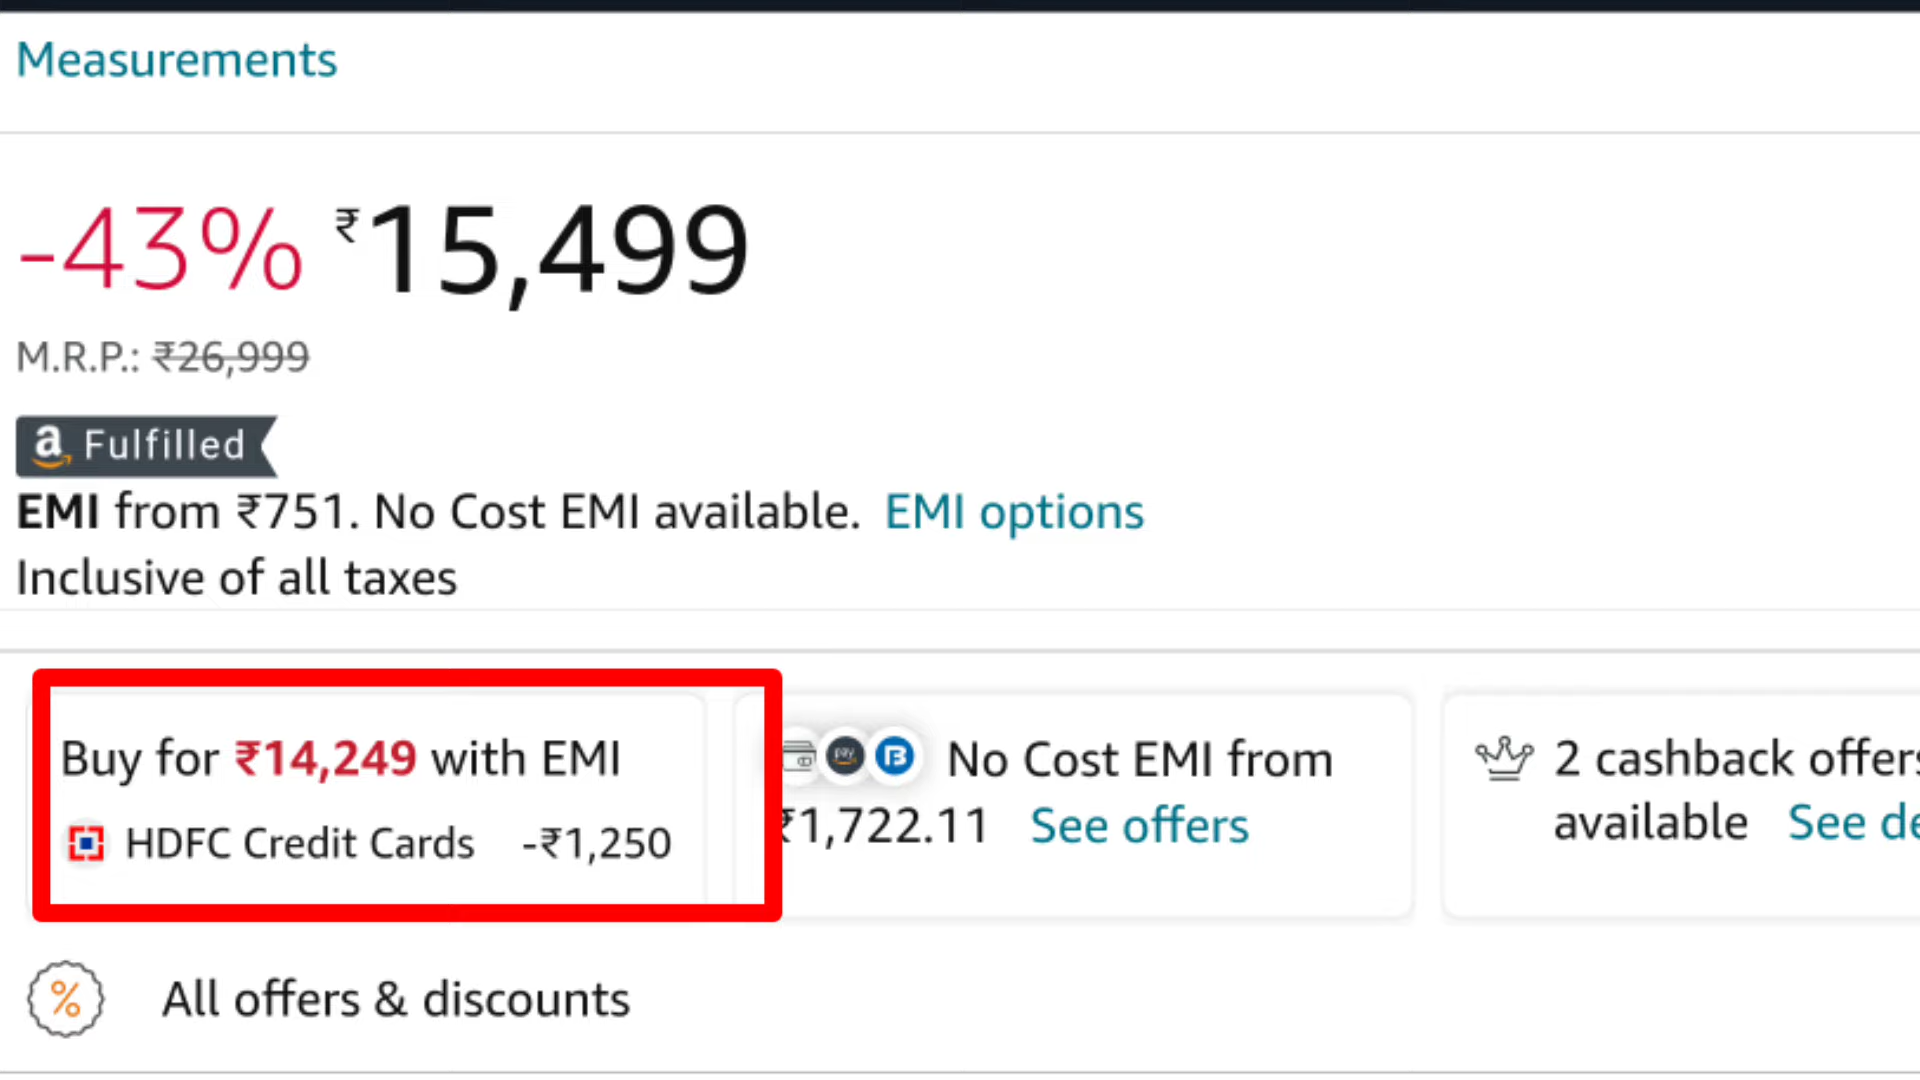 Measurements
-43% ₹15,499
M.R.P.: ₹26,999
a Fulfilled
EMI from ₹751. No Cost EMI available. EMI options
Inclusive of all taxes
Buy for ₹14,249 with EMI
HDFC Credit Cards -₹1,250
pay B No Cost EMI from
₹1,722.11 See offers
2 cashback offers
available See
% All offers & discounts